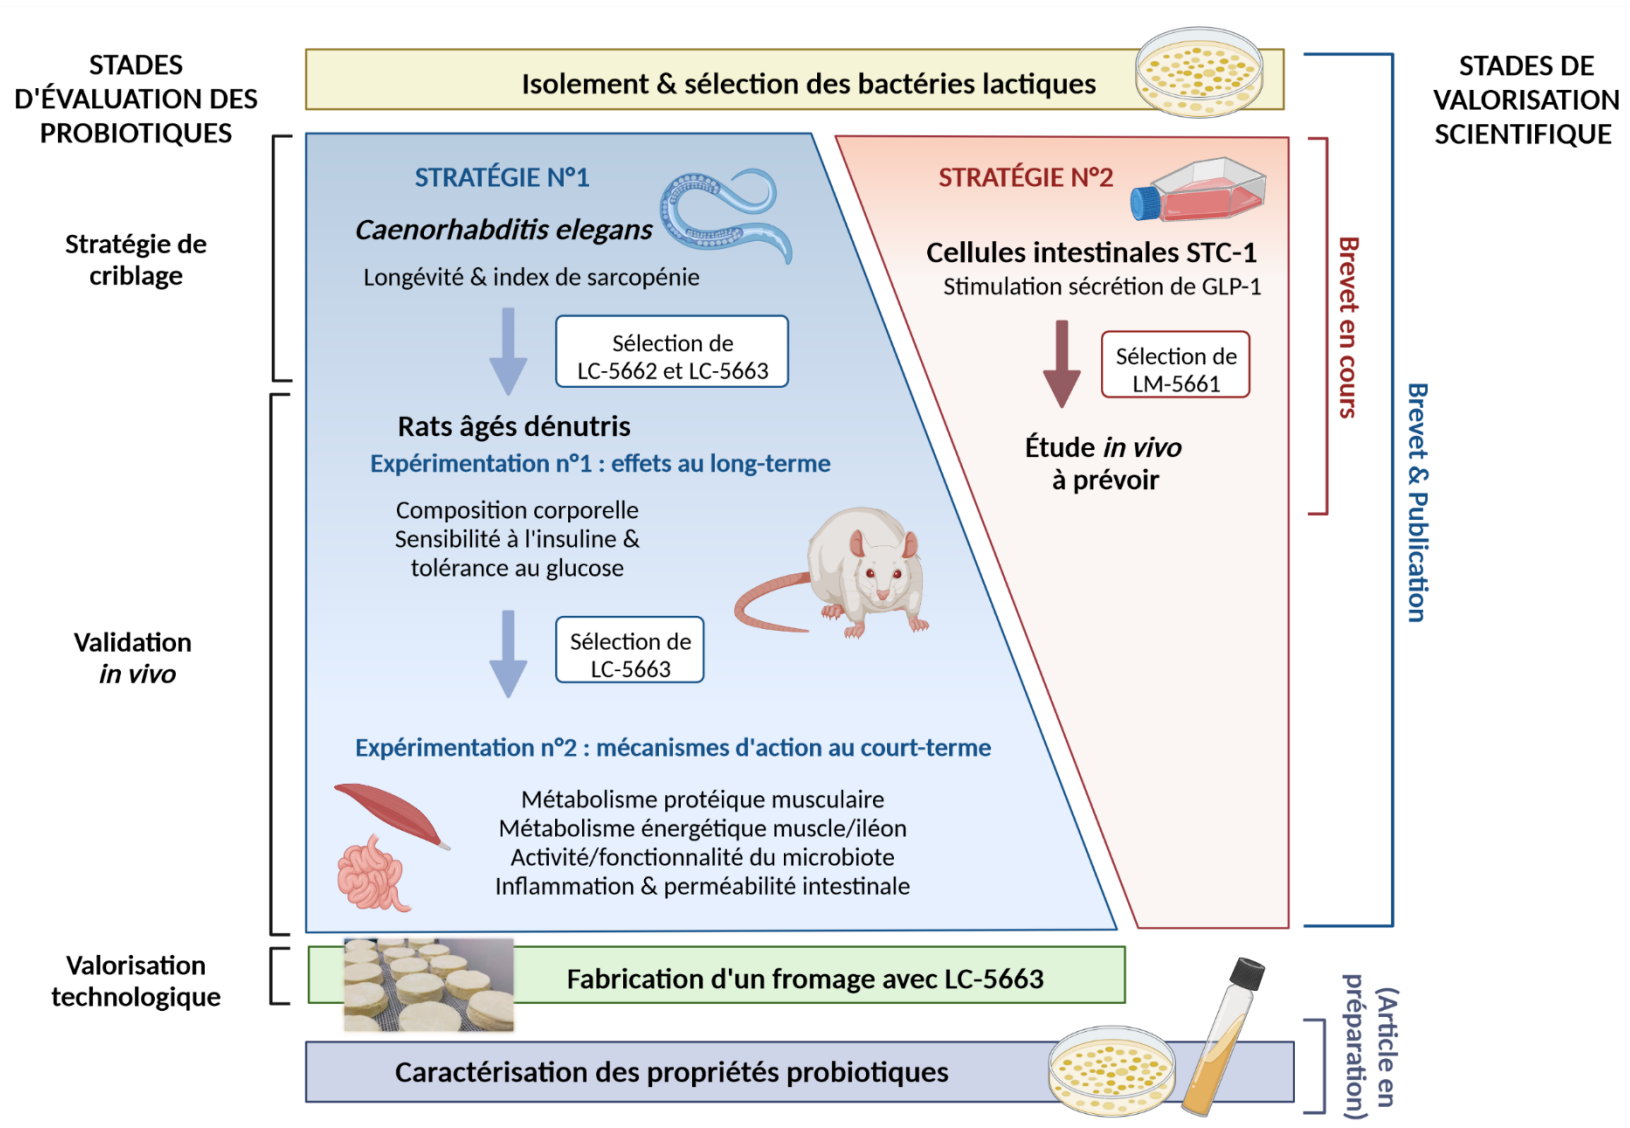 STADES
D'ÉVALUATION DES
PROBIOTIQUES
Isolement & sélection des bactéries lactiques
STADES DE
VALORISATION
SCIENTIFIQUE
Stratégie de
criblage
STRATÉGIE N°1
Caenorhabditis elegans
Longévité & index de sarcopénie
Sélection de
LC-5662 et LC-5663
STRATÉGIE N°2
Cellules intestinales STC-1
Stimulation sécrétion de GLP-1
Sélection de
LM-5661
Étude in vivo
à prévoir
Brevet en cours
Brevet & Publication
Validation
in vivo
Rats âgés dénutris
Expérimentation n°1 : effets au long-terme
Composition corporelle
Sensibilité à l'insuline &
tolérance au glucose
Sélection de
LC-5663
Expérimentation n°2 : mécanismes d'action au court-terme
Métabolisme protéique musculaire
Métabolisme énergétique muscle/iléon
Activité/fonctionnalité du microbiote
Inflammation & perméabilité intestinale
Valorisation
technologique
Fabrication d'un fromage avec LC-5663
Caractérisation des propriétés probiotiques
(Article en
préparation)